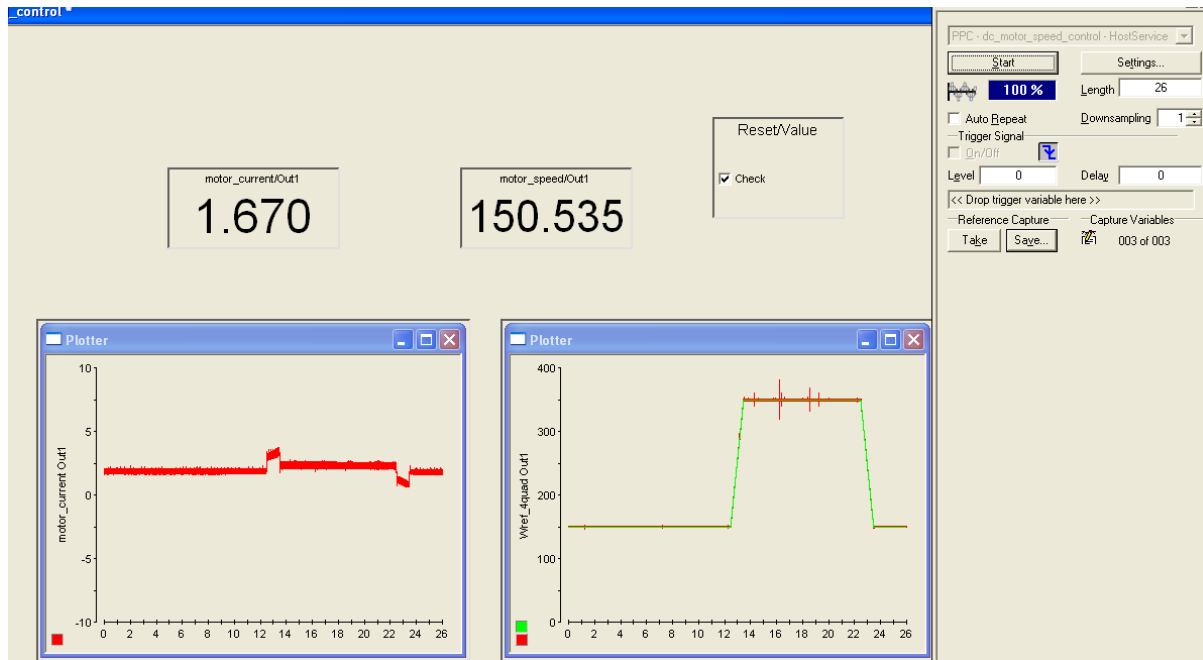 _control *
PPC - dc_motor_speed_control - HostService
Start
Settings...
100 %
Length 26
Auto Repeat
Downsampling 1
Trigger Signal
On/Off
Level 0
Delay 0
<< Drop trigger variable here >>
Reference Capture
Capture Variables
Take
Save...
003 of 003
Reset/Value
Check
motor_current/Out1
1.670
motor_speed/Out1
150.535
Plotter
10
5
0
-5
-10
motor_current Out1
0 2 4 6 8 10 12 14 16 18 20 22 24 26
Plotter
400
300
200
100
0
Wref_4quad Out1
0 2 4 6 8 10 12 14 16 18 20 22 24 26